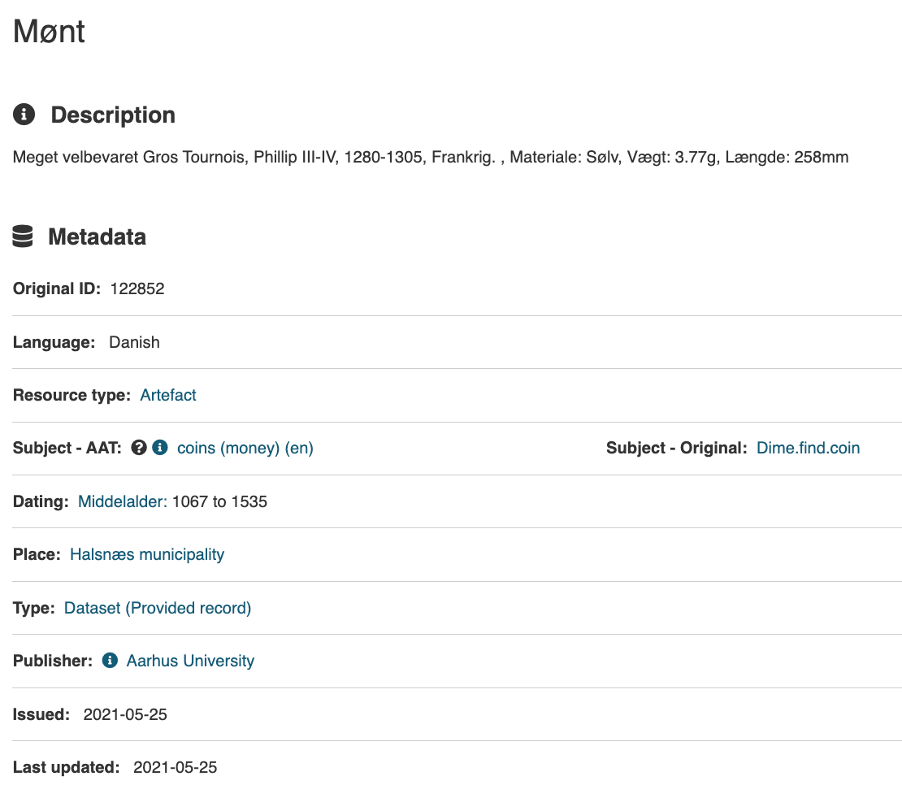 Mønt
Description
Meget velbevaret Gros Tournois, Phillip III-IV, 1280-1305, Frankrig. , Materiale: Sølv, Vægt: 3.77g, Længde: 258mm
Metadata
Original ID: 122852
Language: Danish
Resource type: Artefact
Subject - AAT: coins (money) (en) Subject - Original: Dime.find.coin
Dating: Middelalder: 1067 to 1535
Place: Halsnæs municipality
Type: Dataset (Provided record)
Publisher: Aarhus University
Issued: 2021-05-25
Last updated: 2021-05-25